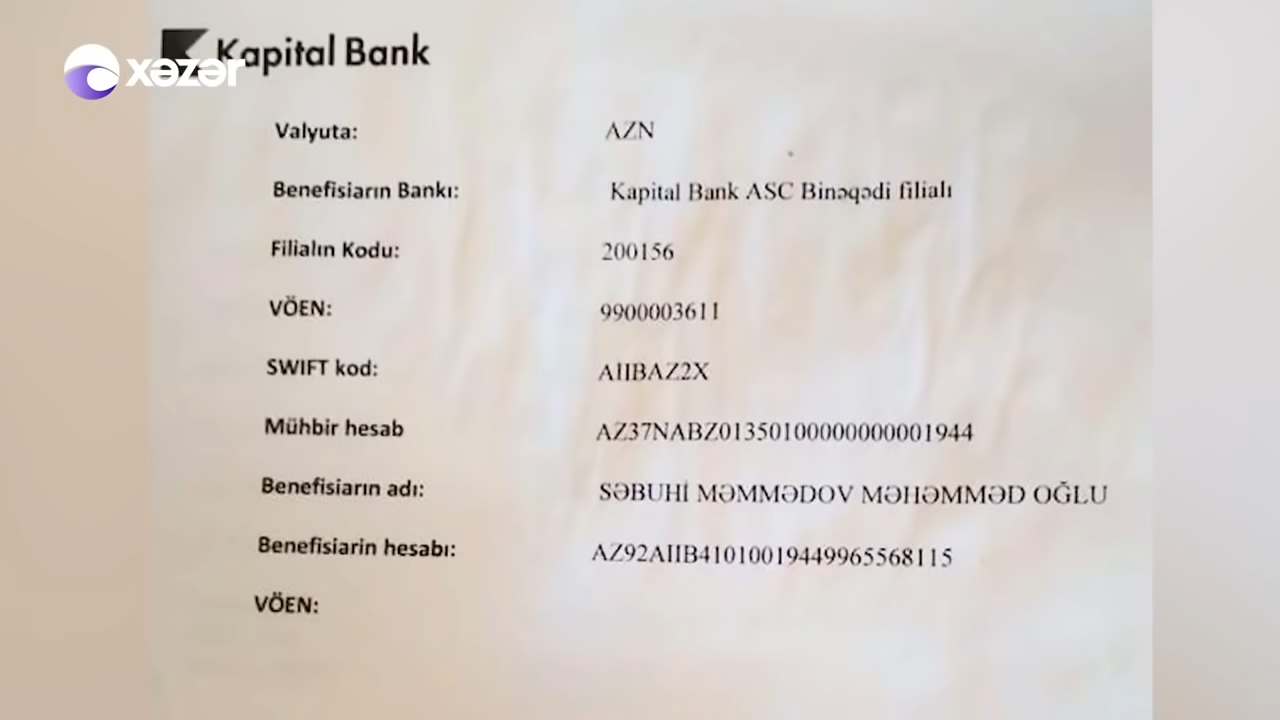 Kapital Bank
xəzər
Valyuta: AZN
Benefisiarın Bankı: Kapital Bank ASC Binəqədi filialı
Filialın Kodu: 200156
VÖEN: 9900003611
SWIFT kod: AIIBAZ2X
Mühbir hesab AZ37NABZ01350100000000001944
Benefisiarın adı: SƏBUHİ MƏMMƏDOV MƏHƏMMƏD OĞLU
Benefisiarin hesabı: AZ92AIIB41010019449965568115
VÖEN: